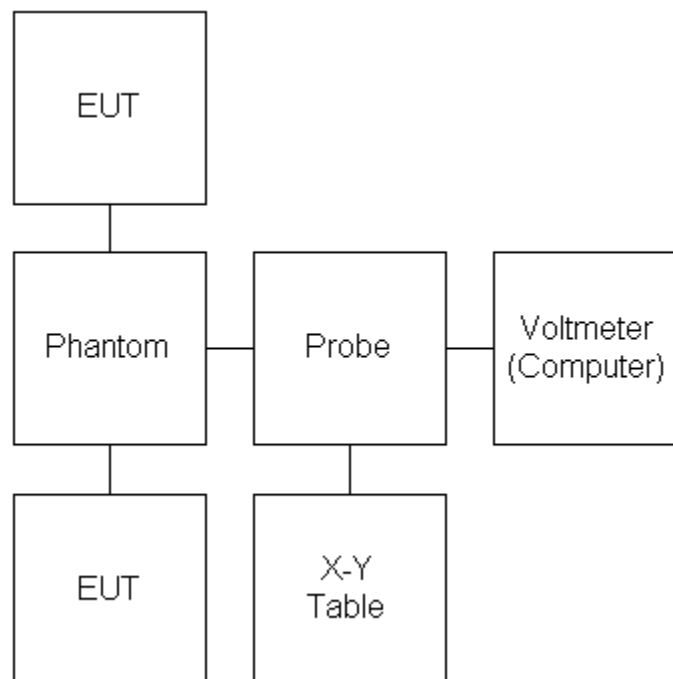 EUT
Phantom
Probe
Voltmeter
(Computer)
EUT
X-Y
Table